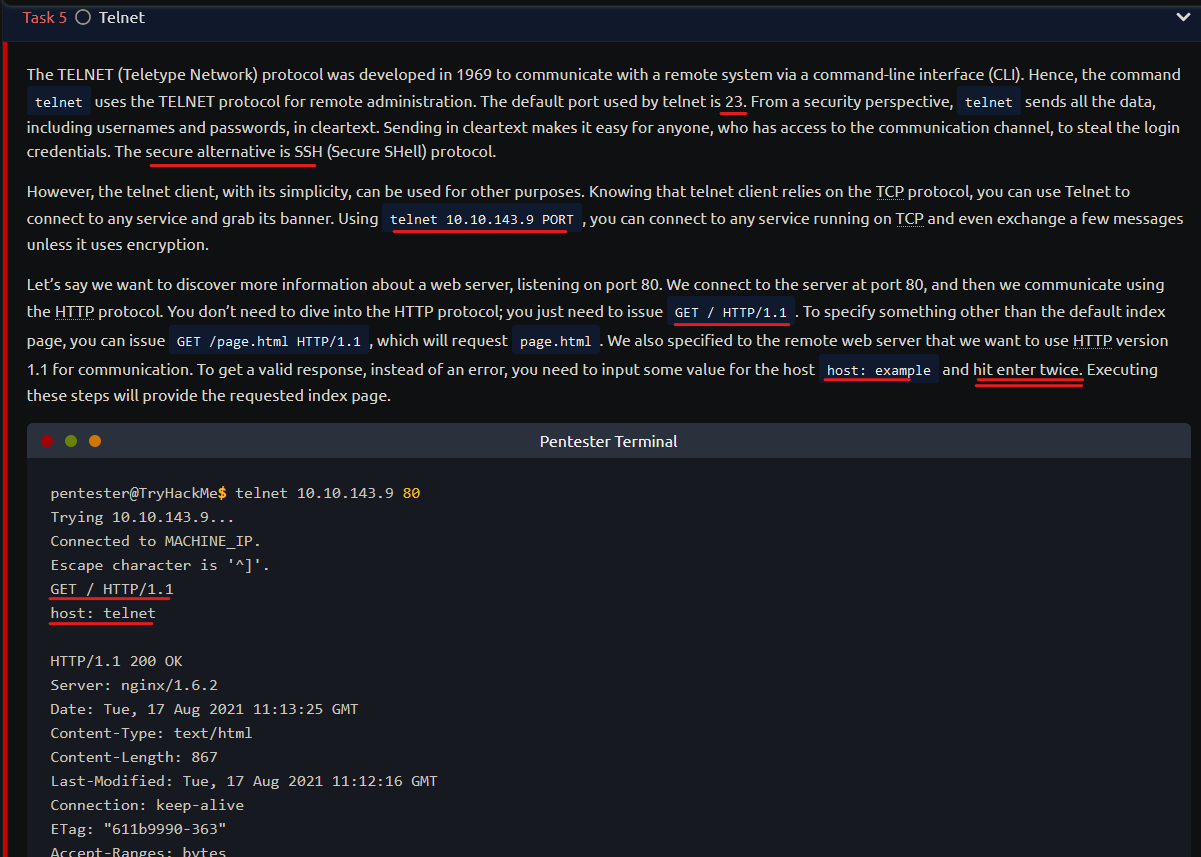 Task 5 Telnet
The TELNET (Teletype Network) protocol was developed in 1969 to communicate with a remote system via a command-line interface (CLI). Hence, the command
telnet uses the TELNET protocol for remote administration. The default port used by telnet is 23. From a security perspective, telnet sends all the data,
including usernames and passwords, in cleartext. Sending in cleartext makes it easy for anyone, who has access to the communication channel, to steal the login
credentials. The secure alternative is SSH (Secure SHell) protocol.
However, the telnet client, with its simplicity, can be used for other purposes. Knowing that telnet client relies on the TCP protocol, you can use Telnet to
connect to any service and grab its banner. Using telnet 10.10.143.9 PORT , you can connect to any service running on TCP and even exchange a few messages
unless it uses encryption.
Let’s say we want to discover more information about a web server, listening on port 80. We connect to the server at port 80, and then we communicate using
the HTTP protocol. You don’t need to dive into the HTTP protocol; you just need to issue GET / HTTP/1.1 . To specify something other than the default index
page, you can issue GET /page.html HTTP/1.1 , which will request page.html . We also specified to the remote web server that we want to use HTTP version
1.1 for communication. To get a valid response, instead of an error, you need to input some value for the host host: example and hit enter twice. Executing
these steps will provide the requested index page.
Pentester Terminal
pentester@TryHackMe$ telnet 10.10.143.9 80
Trying 10.10.143.9...
Connected to MACHINE_IP.
Escape character is '^]'.
GET / HTTP/1.1
host: telnet
HTTP/1.1 200 OK
Server: nginx/1.6.2
Date: Tue, 17 Aug 2021 11:13:25 GMT
Content-Type: text/html
Content-Length: 867
Last-Modified: Tue, 17 Aug 2021 11:12:16 GMT
Connection: keep-alive
ETag: "611b9990-363"
Accept-Ranges: bytes